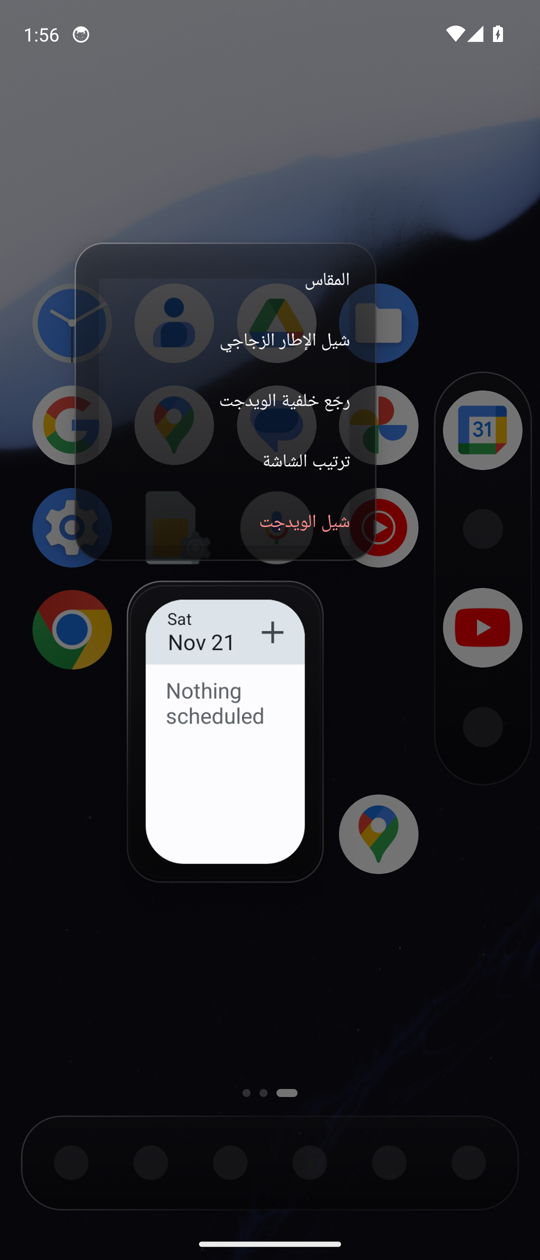 1:56
المقاس
شيل الإطار الزجاجي
رجّع خلفية الويدجت
ترتيب الشاشة
شيل الويدجت
31
Sat
Nov 21
Nothing
scheduled